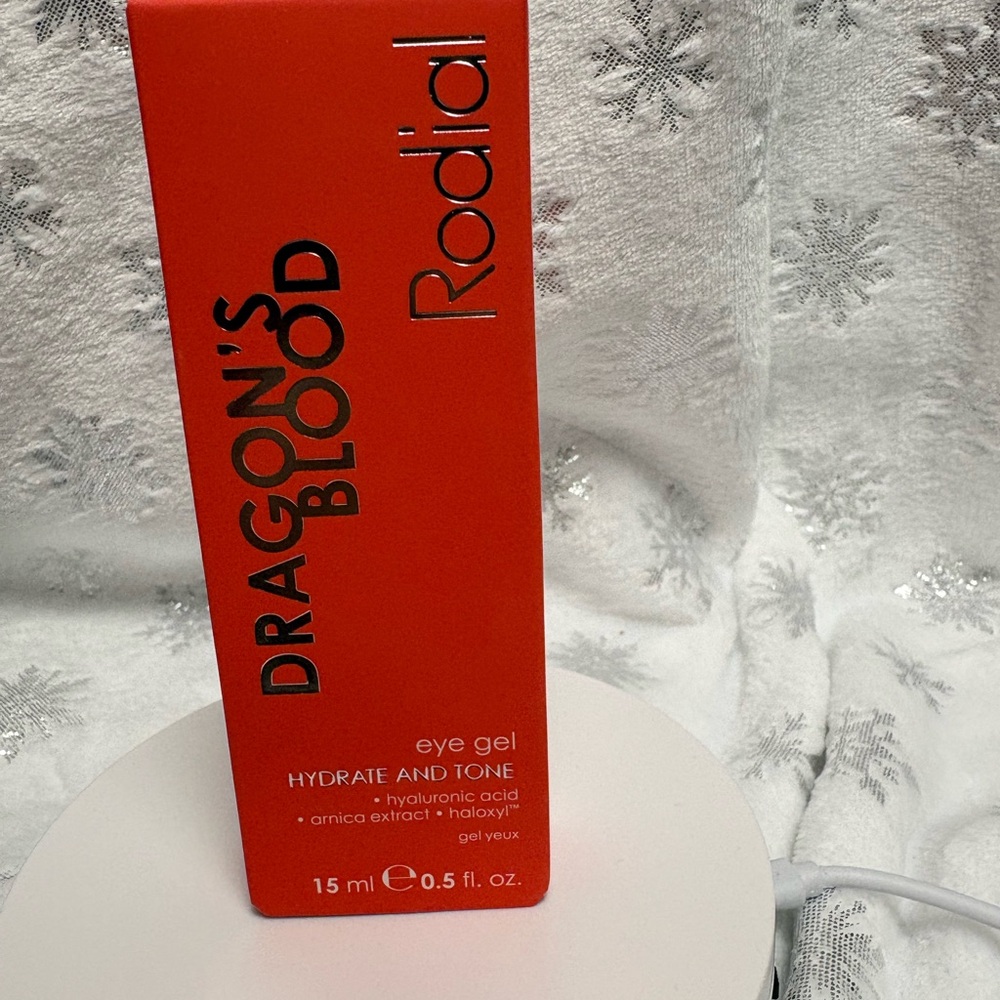 Rodial
DRAGON'S
BLOOD
eye gel
HYDRATE AND TONE
• hyaluronic acid
• arnica extract • haloxyl™
gel yeux
15 ml ℮ 0.5 fl. oz.